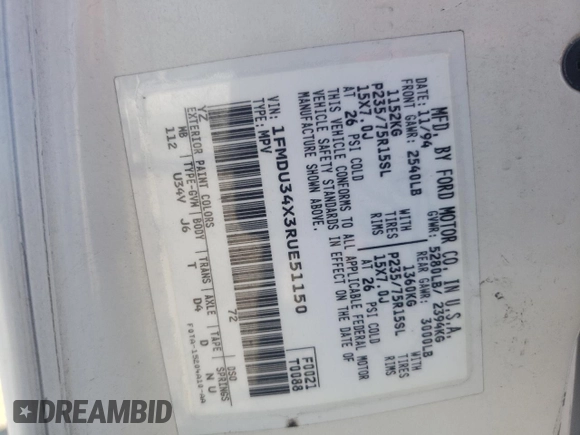 MFD. BY FORD MOTOR CO. IN U.S.A.
DATE: 11/94 GVWR: 5280LB/ 2394KG
FRONT GAWR: 2540LB REAR GAWR: 3000LB
1152KG WITH 1360KG WITH
P235/75R15SL TIRES P235/75R15SL TIRES
15X7.0J RIMS 15X7.0J RIMS
AT 26 PSI COLD AT 26 PSI COLD
THIS VEHICLE CONFORMS TO ALL APPLICABLE FEDERAL MOTOR
VEHICLE SAFETY STANDARDS IN EFFECT ON THE DATE OF
MANUFACTURE SHOWN ABOVE.
VIN: 1FMDU34X3RUE51150
TYPE: MPV
F0021
T0088
72
YZ
EXTERIOR PAINT COLORS DSO
WB TYPE-GVW BODY TRANS AXLE TAPE SPRINGS
112 U34V J6 T D4 D N U
DREAMBID